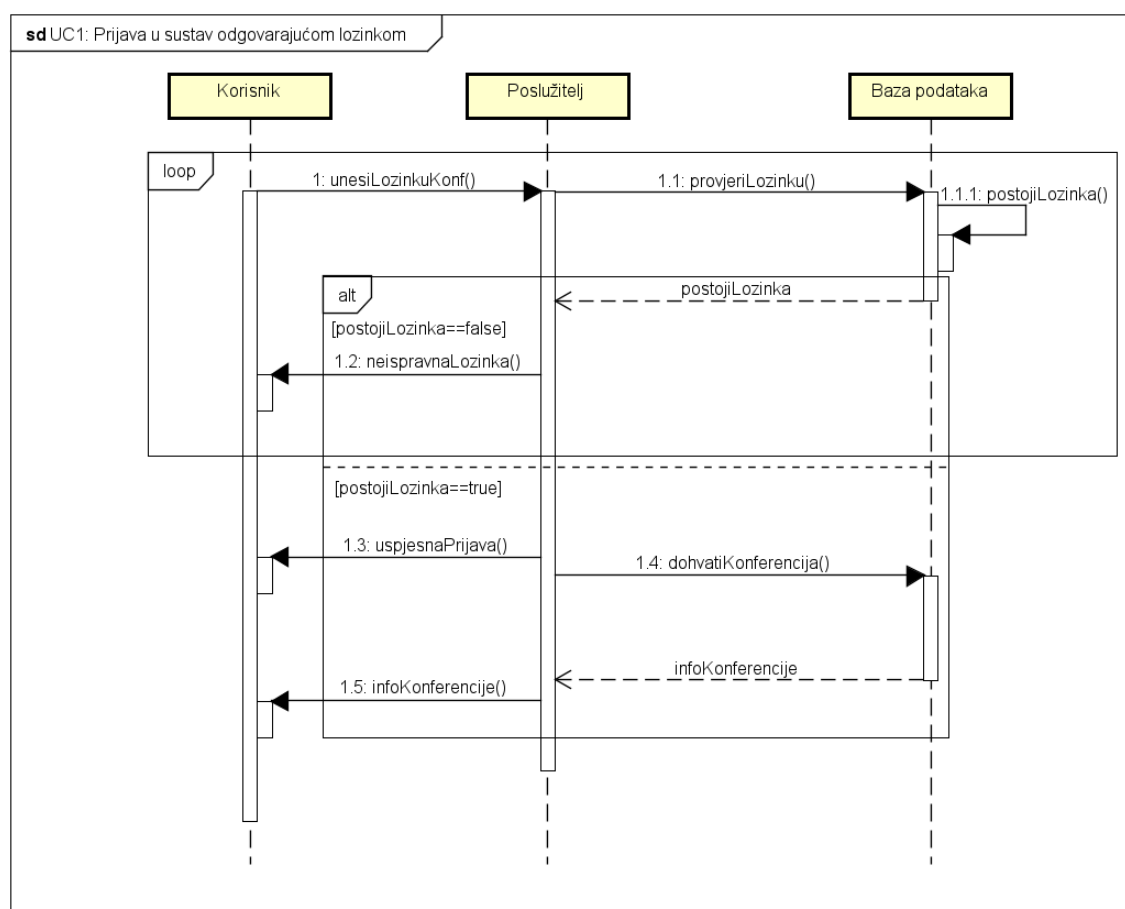 sd UC1: Prijava u sustav odgovarajućom lozinkom
Korisnik
Poslužitelj
Baza podataka
loop
1: unesiLozinkuKonf()
1.1: provjeriLozinku()
1.1.1: postojiLozinka()
alt
postojiLozinka
[postojiLozinka==false]
1.2: neispravnaLozinka()
[postojiLozinka==true]
1.3: uspjesnaPrijava()
1.4: dohvatiKonferencija()
infoKonferencije
1.5: infoKonferencije()